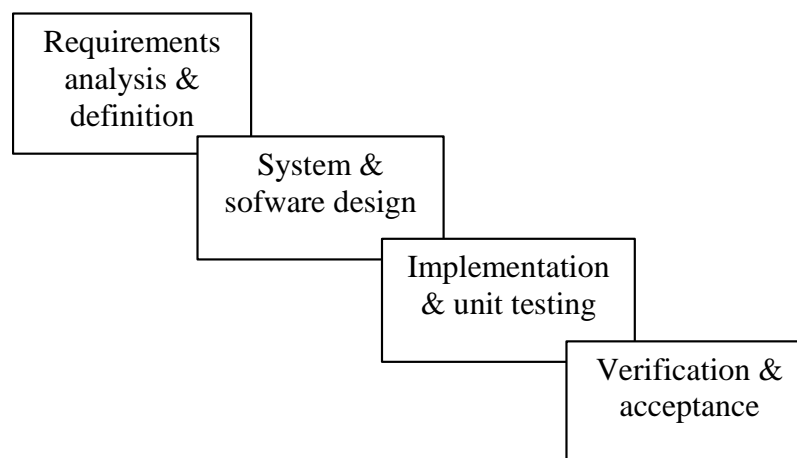 Requirements
analysis &
definition
System &
sofware design
Implementation
& unit testing
Verification &
acceptance